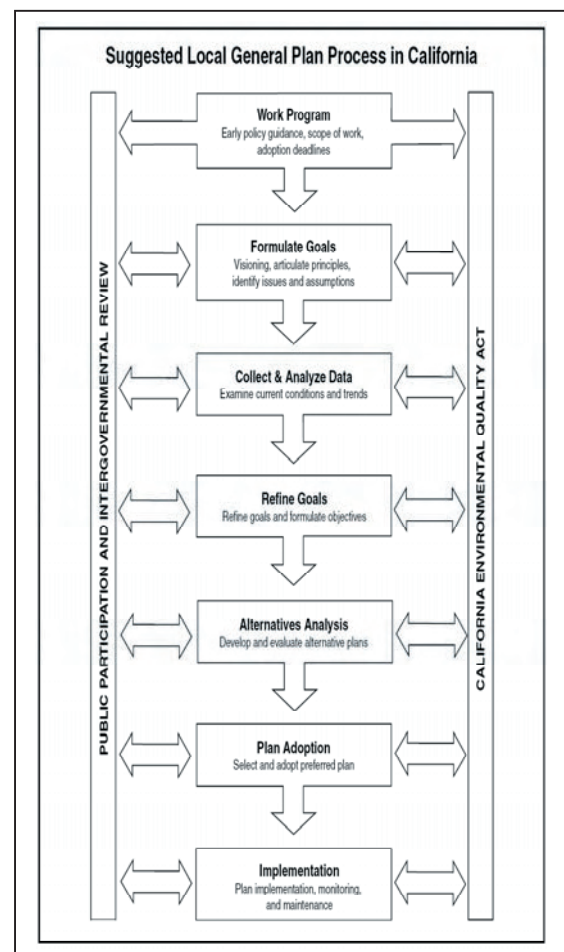 Suggested Local General Plan Process in California
PUBLIC PARTICIPATION AND INTERGOVERNMENTAL REVIEW
Work Program
Early policy guidance, scope of work,
adoption deadlines
Formulate Goals
Visioning, articulate principles,
identify issues and assumptions
Collect & Analyze Data
Examine current conditions and trends
Refine Goals
Refine goals and formulate objectives
Alternatives Analysis
Develop and evaluate alternative plans
Plan Adoption
Select and adopt preferred plan
Implementation
Plan implementation, monitoring,
and maintenance
CALIFORNIA ENVIRONMENTAL QUALITY ACT